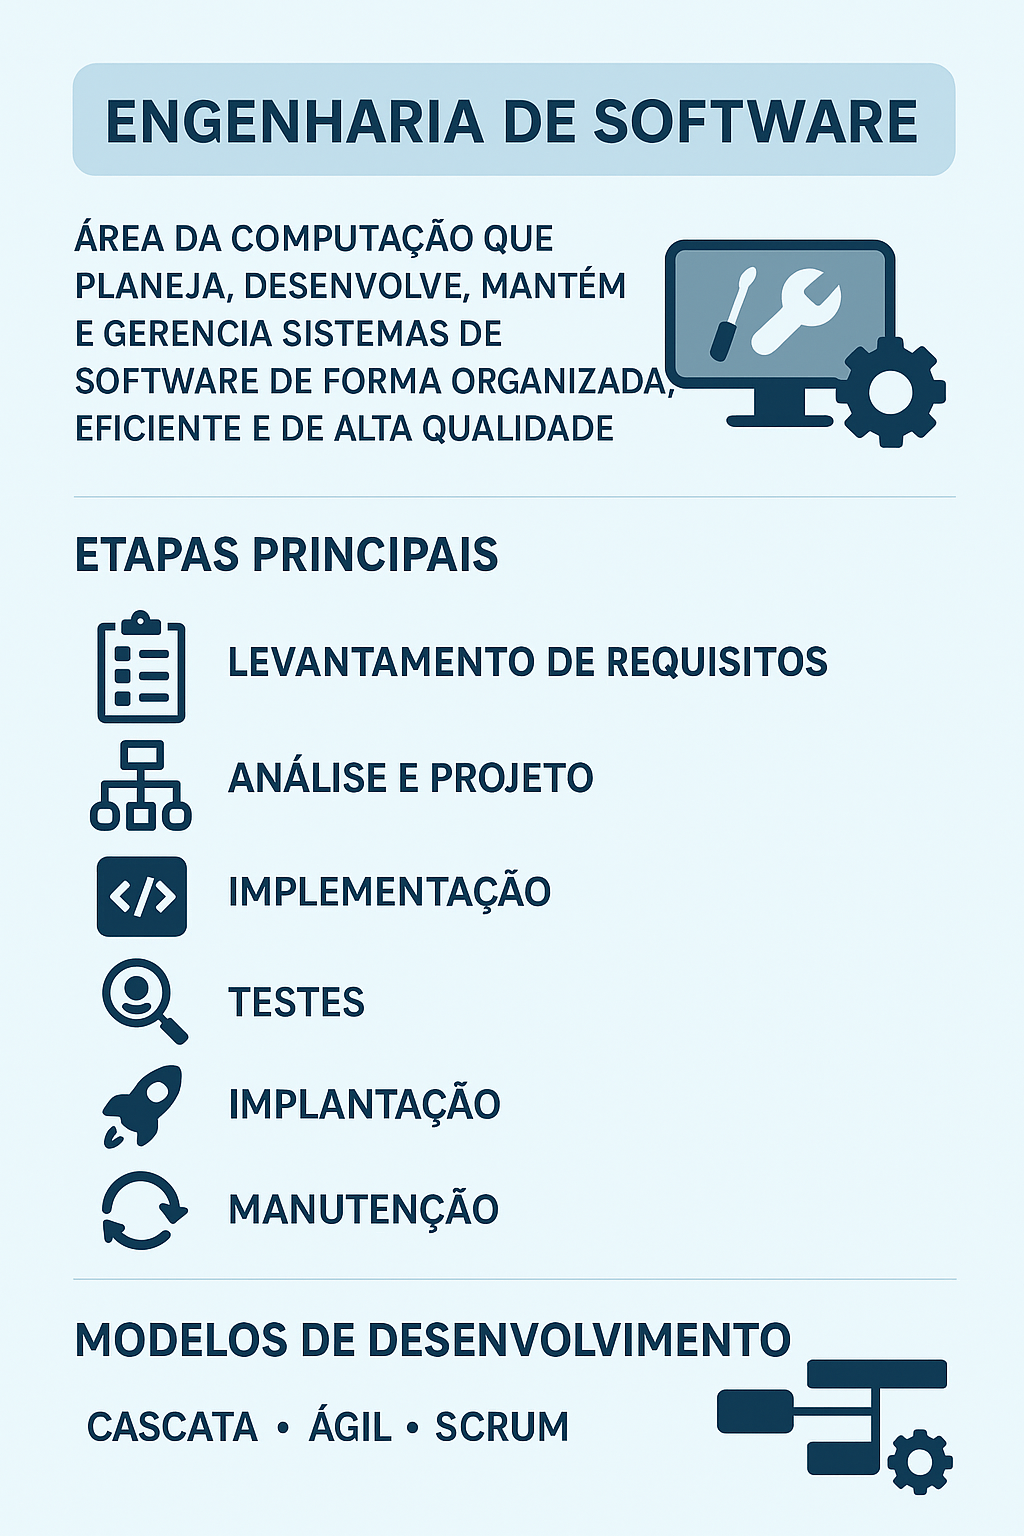 ENGENHARIA DE SOFTWARE
ÁREA DA COMPUTAÇÃO QUE
PLANEJA, DESENVOLVE, MANTÉM
E GERENCIA SISTEMAS DE
SOFTWARE DE FORMA ORGANIZADA,
EFICIENTE E DE ALTA QUALIDADE
ETAPAS PRINCIPAIS
LEVANTAMENTO DE REQUISITOS
ANÁLISE E PROJETO
</>
IMPLEMENTAÇÃO
TESTES
IMPLANTAÇÃO
MANUTENÇÃO
MODELOS DE DESENVOLVIMENTO
CASCATA • ÁGIL • SCRUM